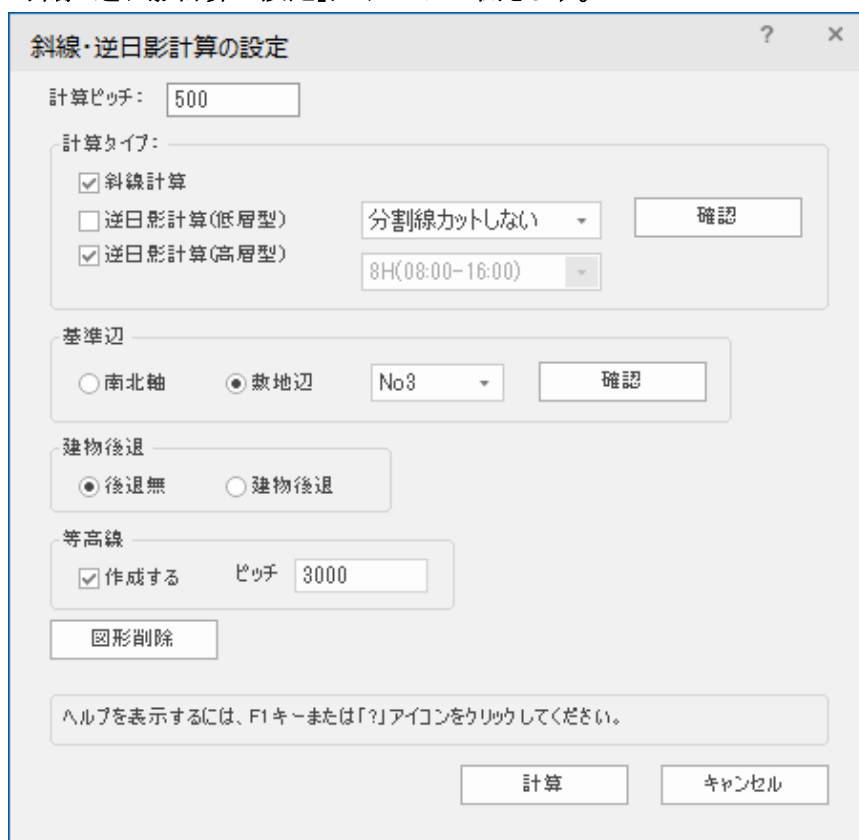 斜線・逆日影計算の設定
?
×
計算ピッチ： 500
計算タイプ：
斜線計算
逆日影計算(低層型) 分割線カットしない 確認
逆日影計算(高層型) 8H(08:00-16:00)
基準辺
南北軸 敷地辺 No3 確認
建物後退
後退無 建物後退
等高線
作成する ピッチ 3000
図形削除
ヘルプを表示するには、F1キーまたは「?」アイコンをクリックしてください。
計算 キャンセル